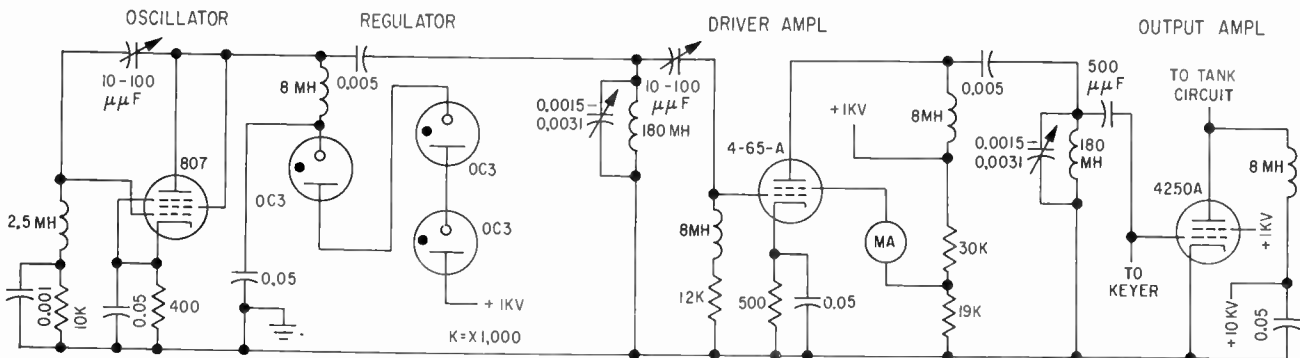 OSCILLATOR
REGULATOR
DRIVER AMPL
OUTPUT AMPL
10-100
μμF
8 MH
0.005
807
2.5 MH
0.001
10K
0.05
400
0.05
OC3
OC3
OC3
+1KV
K=X1,000
0.0015-
0.0031
180 MH
10-100
μμF
8MH
12K
4-65-A
500
0.05
MA
+1KV
8MH
30K
19K
0.005
0.0015-
0.0031
180
MH
500
μμF
TO
KEYER
TO TANK
CIRCUIT
4250A
8 MH
+1KV
+10KV
0.05